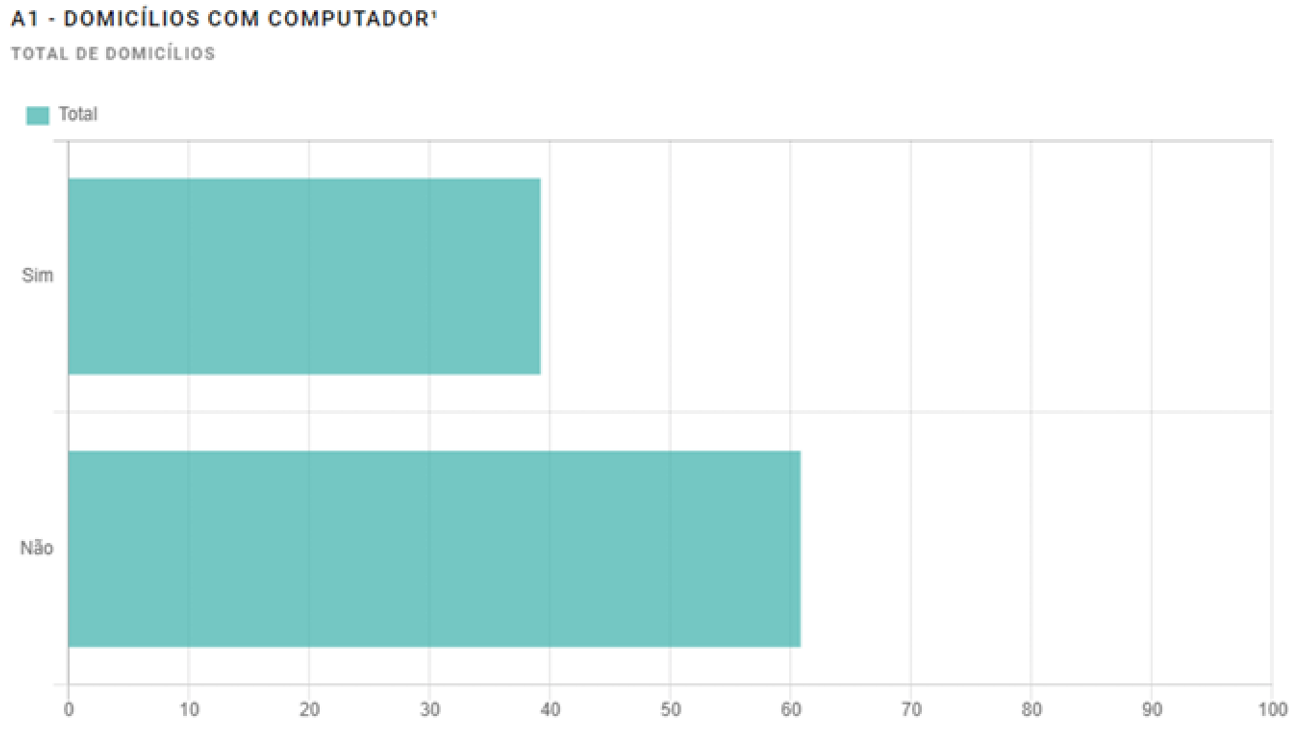 A1 - DOMICÍLIOS COM COMPUTADOR¹
TOTAL DE DOMICÍLIOS
Total
Sim
Não
0 10 20 30 40 50 60 70 80 90 100